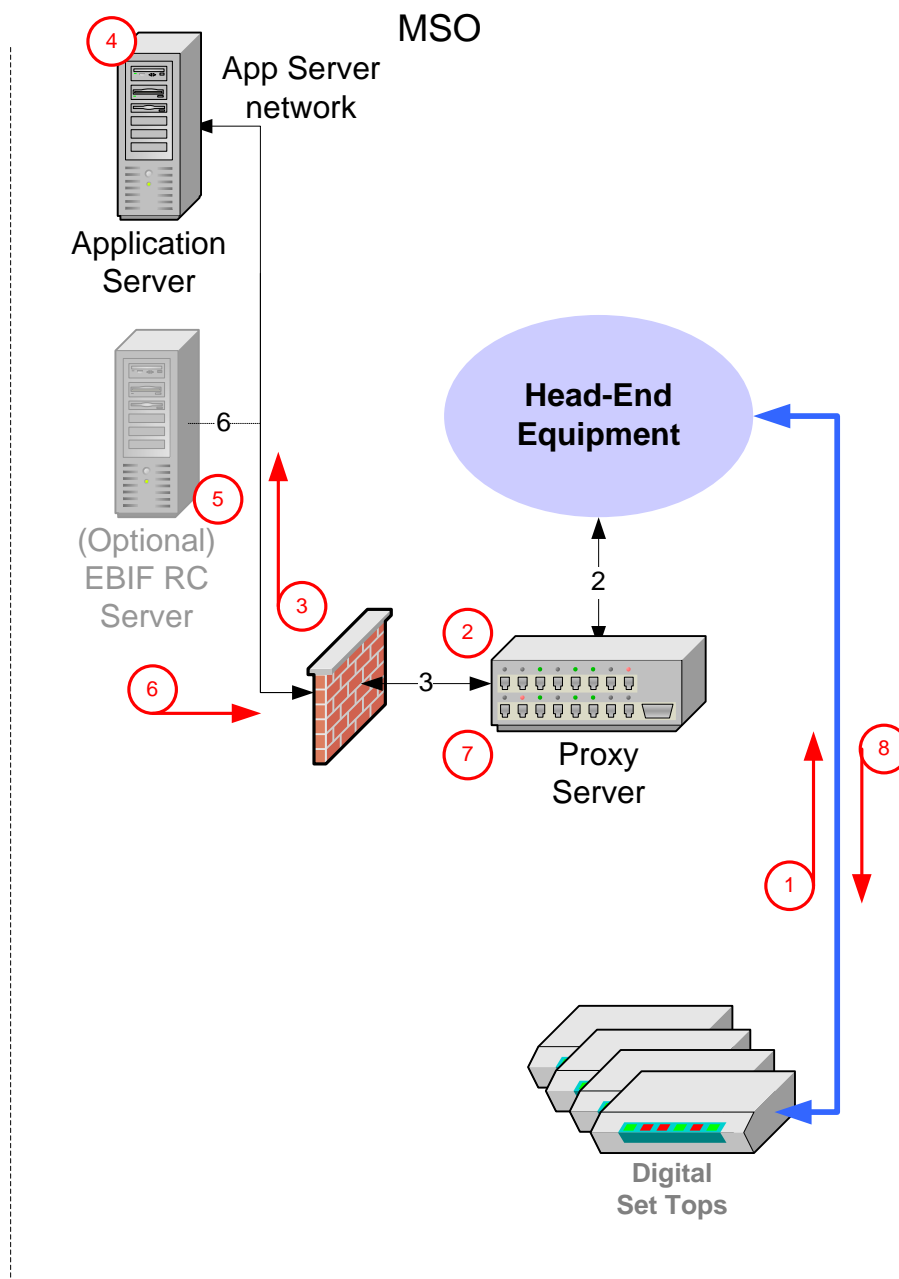 MSO
4
App Server
network
Application
Server
Head-End
Equipment
6
5
(Optional)
EBIF RC
Server
3
2
2
6
3
7
Proxy
Server
8
1
Digital
Set Tops